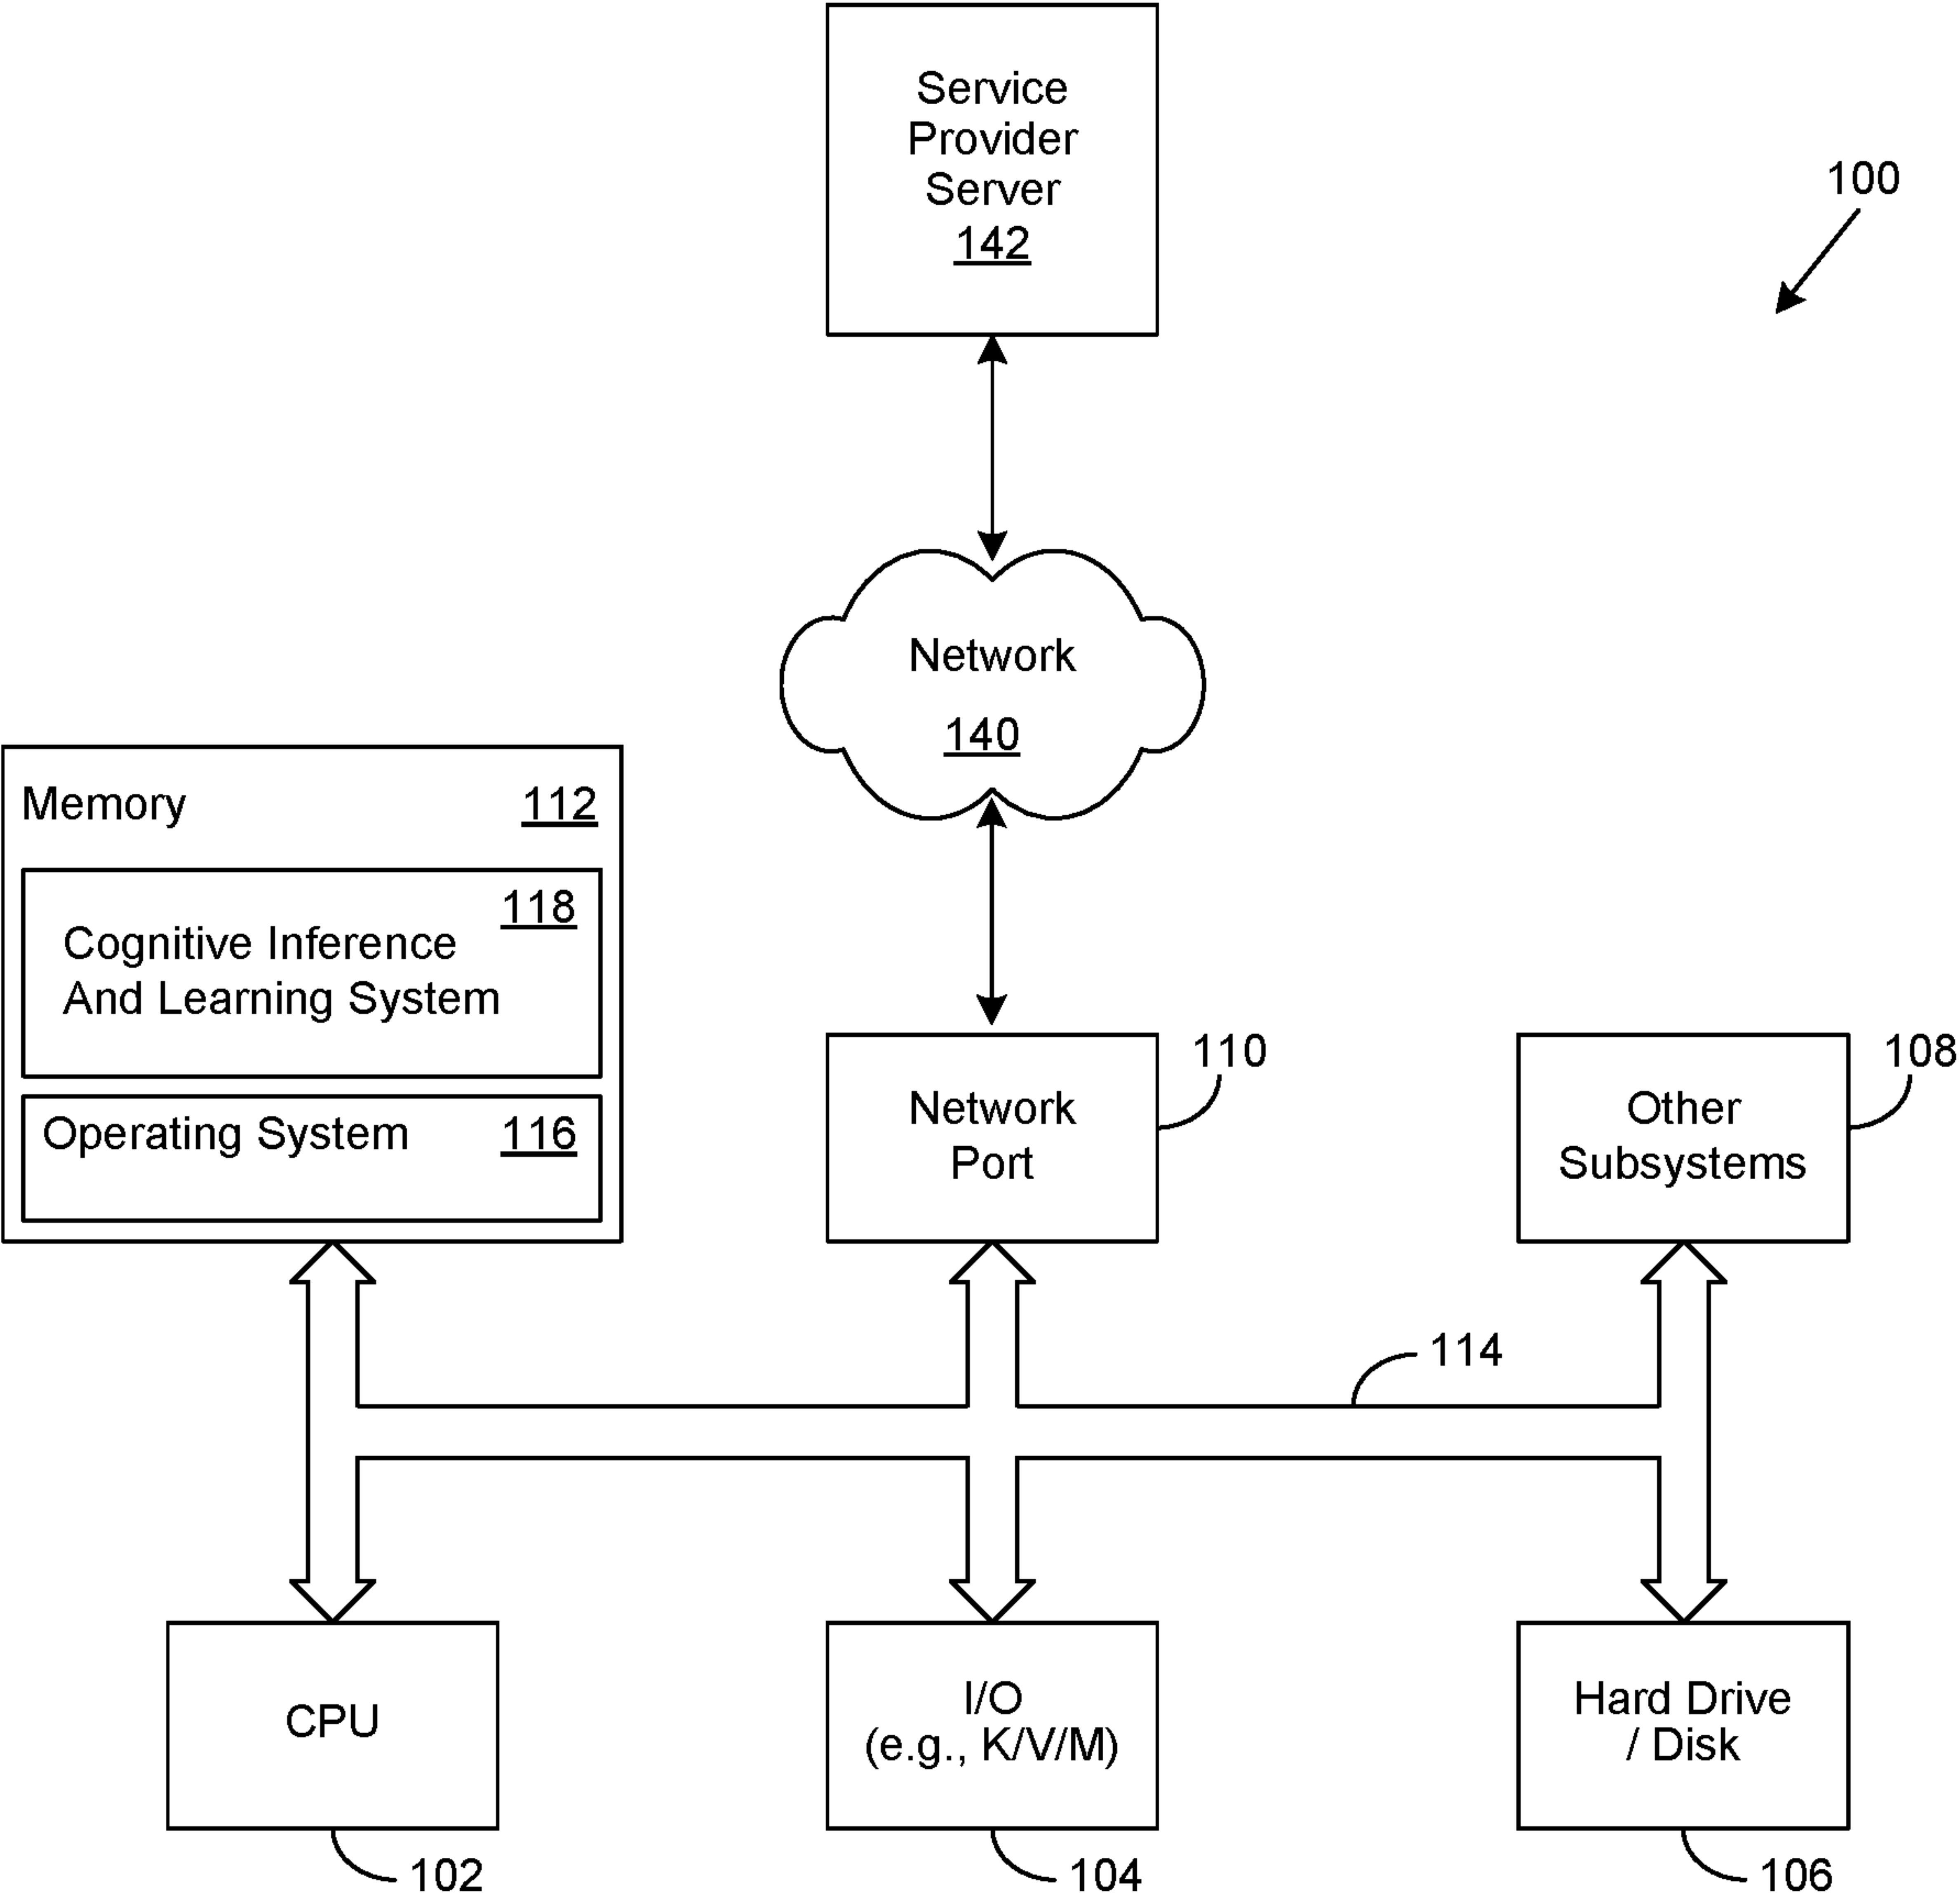 Service
Provider
Server
142
100
Network
140
Memory 112
118
Cognitive Inference
And Learning System
Operating System 116
Network
Port
110
Other
Subsystems
108
114
CPU
102
I/O
(e.g., K/V/M)
104
Hard Drive
/ Disk
106